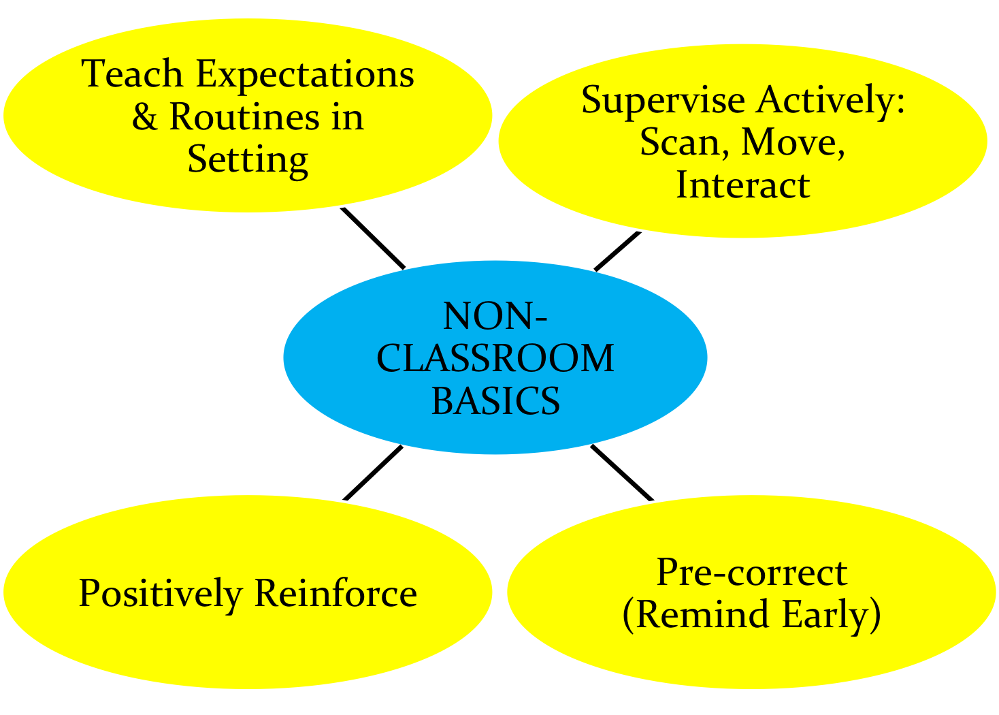 Teach Expectations
& Routines in
Setting
Supervise Actively:
Scan, Move,
Interact
NON-
CLASSROOM
BASICS
Positively Reinforce
Pre-correct
(Remind Early)